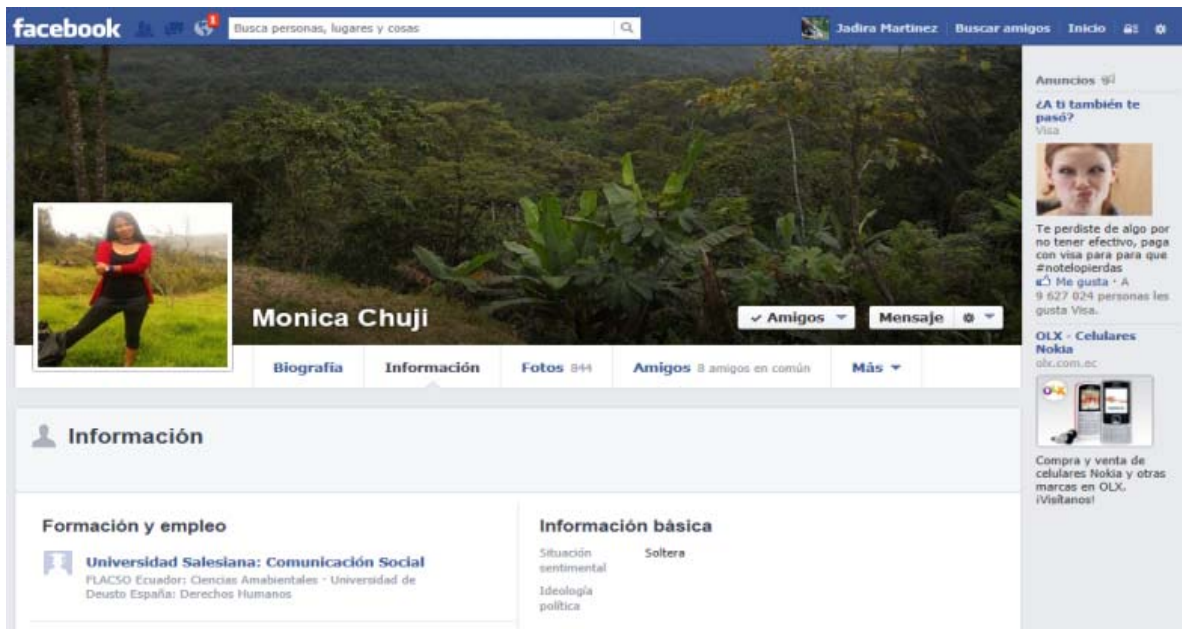 facebook
1
Busca personas, lugares y cosas
Jadira Martinez
Buscar amigos
Inicio
Monica Chuji
Amigos
Mensaje
Biografía
Información
Fotos 844
Amigos 8 amigos en común
Más
Información
Formación y empleo
Universidad Salesiana: Comunicación Social
FLACSO Ecuador: Ciencias Amabientales · Universidad de
Deusto España: Derechos Humanos
Información básica
Situación
sentimental
Soltera
Ideología
política
Anuncios
¿A ti también te
pasó?
Visa
Te perdiste de algo por
no tener efectivo, paga
con visa para para que
#notelopierdas
Me gusta · A
9 627 024 personas les
gusta Visa.
OLX - Celulares
Nokia
olx.com.ec
OLX
Compra y venta de
celulares Nokia y otras
marcas en OLX.
¡Visítanos!